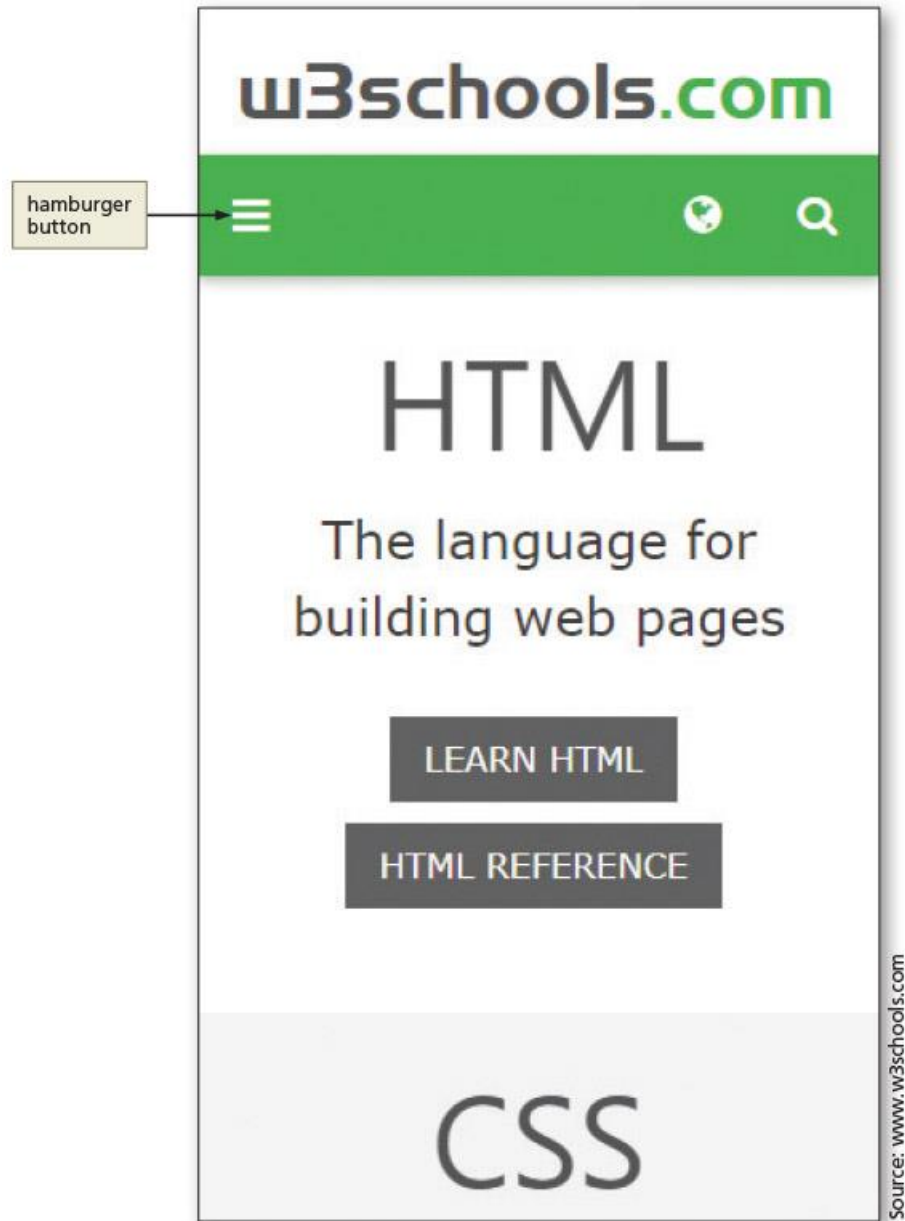 w3schools.com
hamburger
button
HTML
The language for
building web pages
LEARN HTML
HTML REFERENCE
CSS
Source: www.w3schools.com